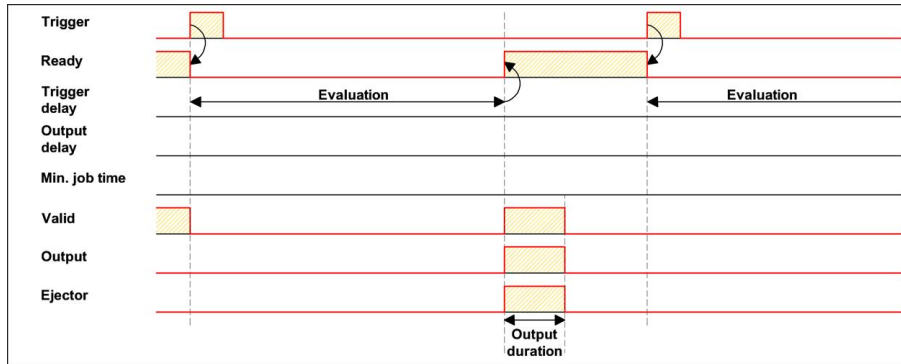 Trigger
Ready
Trigger
delay
Evaluation
Evaluation
Output
delay
Min. job time
Valid
Output
Ejector
Output
duration